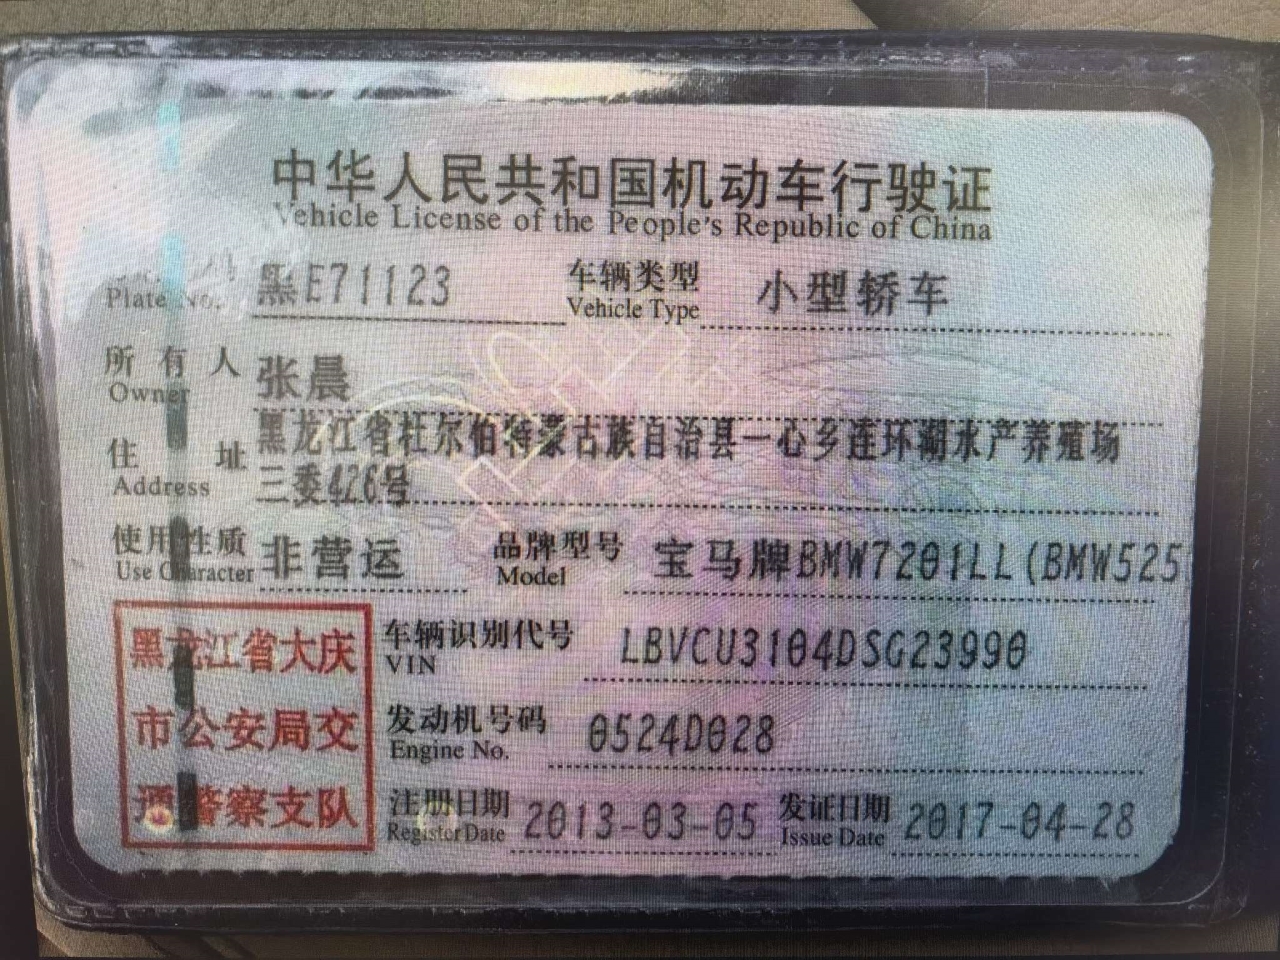 中华人民共和国机动车行驶证
Vehicle License of the People's Republic of China
Plate No. 黑E71123 车辆类型 Vehicle Type 小型轿车
所有人 Owner 张晨
住址 Address 黑龙江省杜尔伯特蒙古族自治县一心乡连环湖水产养殖场
三委426号
使用性质 Use Character 非营运 品牌型号 Model 宝马牌BMW7201LL(BMW525
黑龙江省大庆
市公安局交
通警察支队
车辆识别代号 VIN LBVCU3104DSG23990
发动机号码 Engine No. 0524D028
注册日期 Register Date 2013-03-05 发证日期 Issue Date 2017-04-28